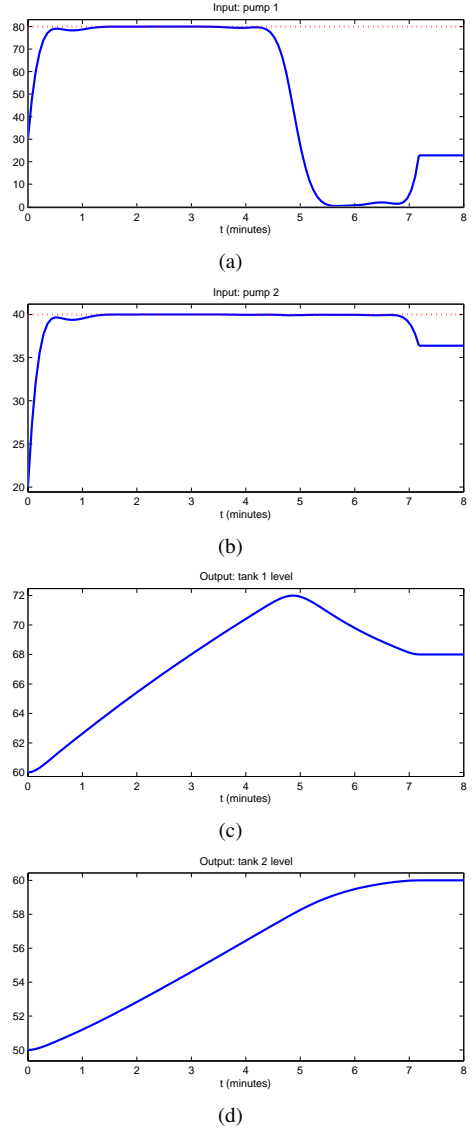 Input: pump 1
80
70
60
50
40
30
20
10
0
0 1 2 3 4 5 6 7 8
t (minutes)
(a)
Input: pump 2
40
35
30
25
20
0 1 2 3 4 5 6 7 8
t (minutes)
(b)
Output: tank 1 level
72
70
68
66
64
62
60
0 1 2 3 4 5 6 7 8
t (minutes)
(c)
Output: tank 2 level
60
58
56
54
52
50
0 1 2 3 4 5 6 7 8
t (minutes)
(d)